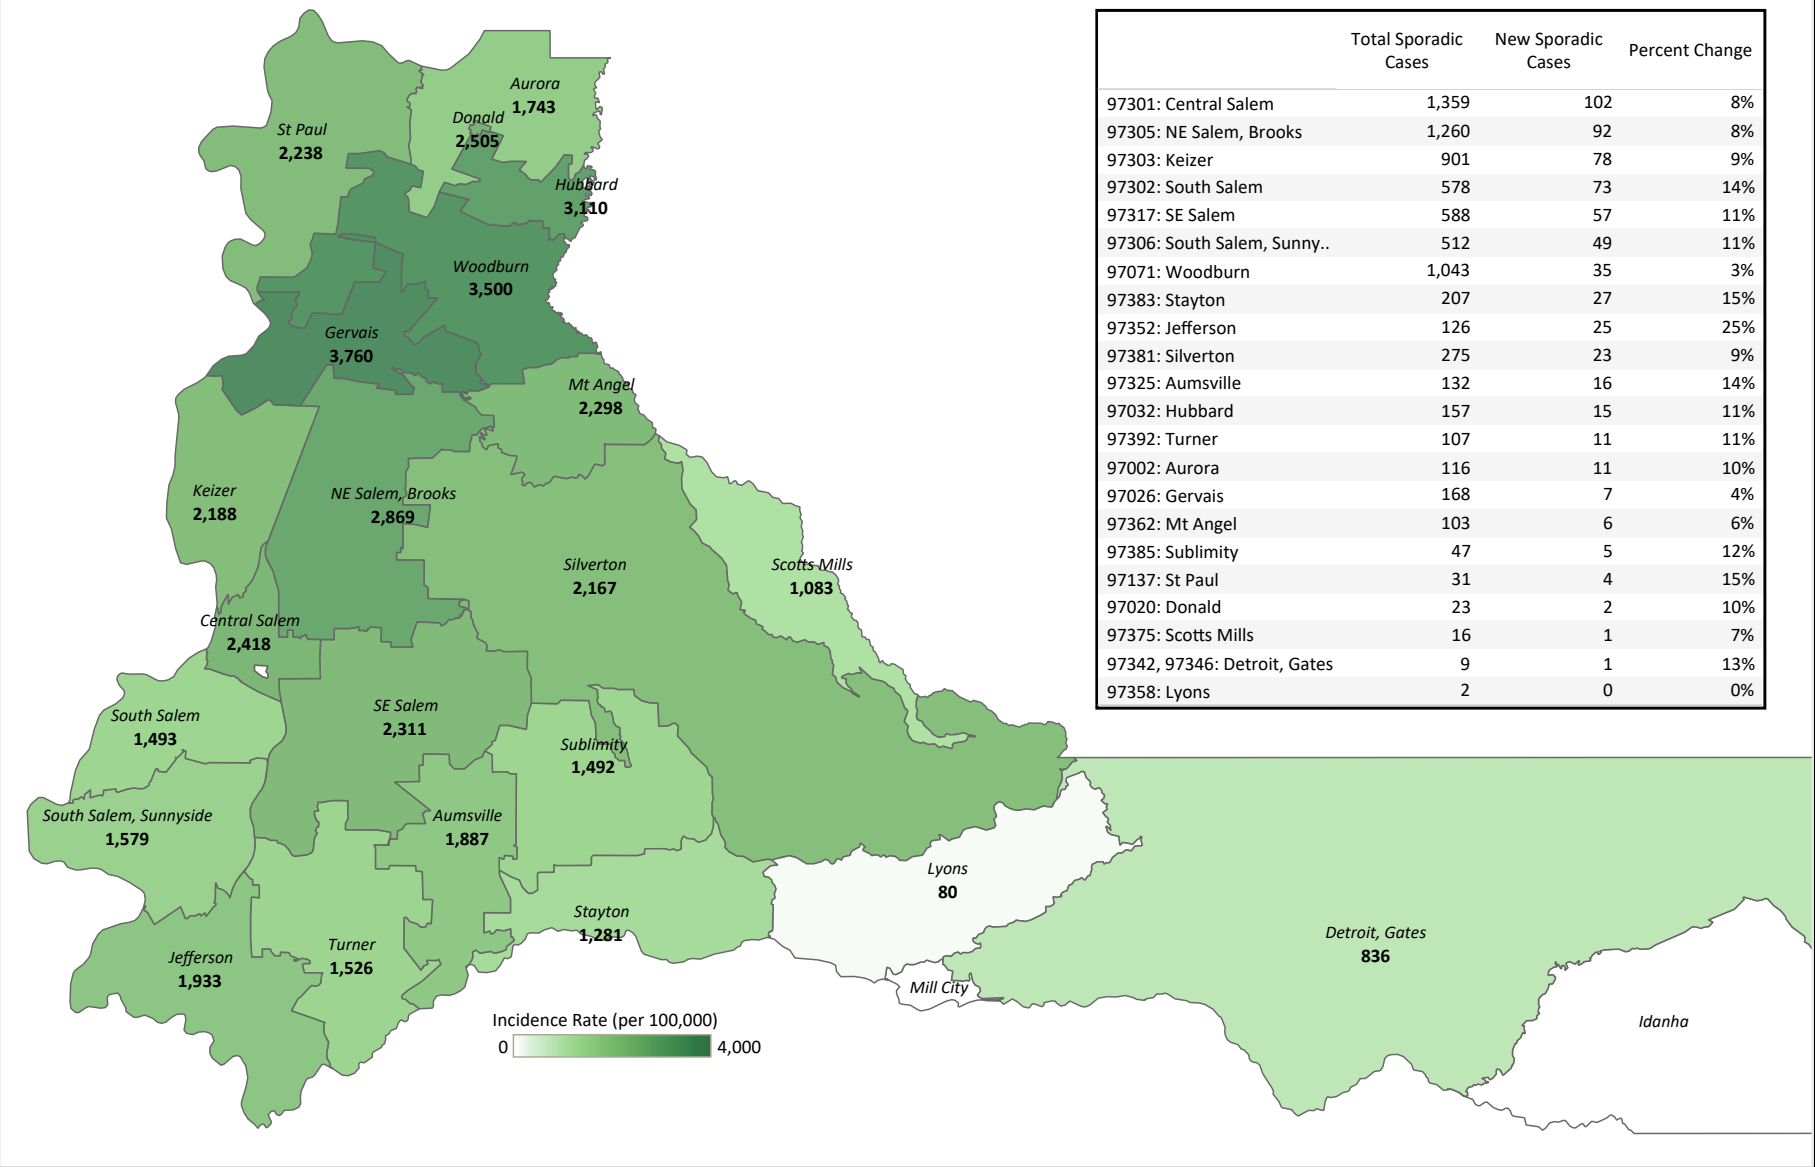 Total Sporadic Cases New Sporadic Cases Percent Change
97301: Central Salem 1,359 102 8%
97305: NE Salem, Brooks 1,260 92 8%
97303: Keizer 901 78 9%
97302: South Salem 578 73 14%
97317: SE Salem 588 57 11%
97306: South Salem, Sunny.. 512 49 11%
97071: Woodburn 1,043 35 3%
97383: Stayton 207 27 15%
97352: Jefferson 126 25 25%
97381: Silverton 275 23 9%
97325: Aumsville 132 16 14%
97032: Hubbard 157 15 11%
97392: Turner 107 11 11%
97002: Aurora 116 11 10%
97026: Gervais 168 7 4%
97362: Mt Angel 103 6 6%
97385: Sublimity 47 5 12%
97137: St Paul 31 4 15%
97020: Donald 23 2 10%
97375: Scotts Mills 16 1 7%
97342, 97346: Detroit, Gates 9 1 13%
97358: Lyons 2 0 0%
Aurora
1,743
Donald
2,505
St Paul
2,238
Hubbard
3,110
Woodburn
3,500
Gervais
3,760
Mt Angel
2,298
Keizer
2,188
NE Salem, Brooks
2,869
Silverton
2,167
Scotts Mills
1,083
Central Salem
2,418
South Salem
1,493
SE Salem
2,311
Sublimity
1,492
South Salem, Sunnyside
1,579
Aumsville
1,887
Lyons
80
Stayton
1,281
Detroit, Gates
836
Turner
1,526
Jefferson
1,933
Mill City
Idanha
Incidence Rate (per 100,000)
0 4,000